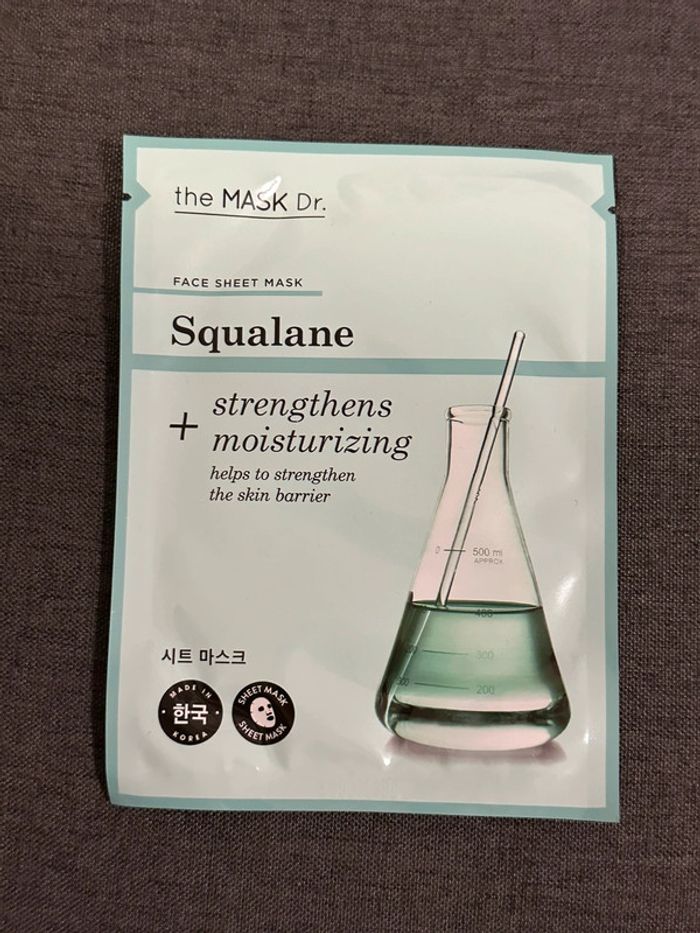 the MASK Dr.
FACE SHEET MASK
Squalane
+ strengthens
moisturizing
helps to strengthen
the skin barrier
0 500 ml
APPROX
400
300
200
시트 마스크
MADE IN
한국
KOREA
SHEET MASK
SHEET MASK